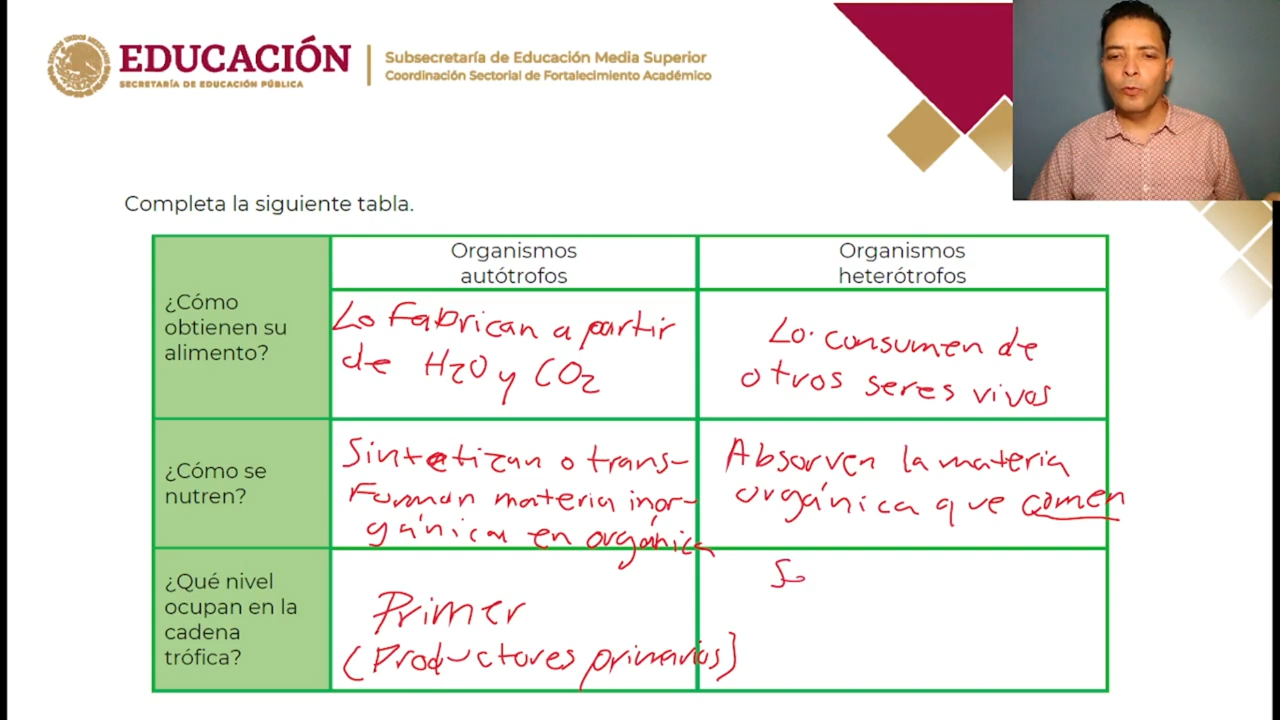 EDUCACIÓN
SECRETARÍA DE EDUCACIÓN PÚBLICA
Subsecretaría de Educación Media Superior
Coordinación Sectorial de Fortalecimiento Académico
Completa la siguiente tabla.
Organismos
autótrofos
Organismos
heterótrofos
¿Cómo
obtienen su
alimento?
Lo fabrican a partir
de H2O y CO2
Lo consumen de
otros seres vivos
¿Cómo se
nutren?
Sintetizan o trans-
forman materia inor-
gánica en orgánica
Absorven la materia
orgánica que comen
¿Qué nivel
ocupan en la
cadena
trófica?
Primer
(Productores primarios)